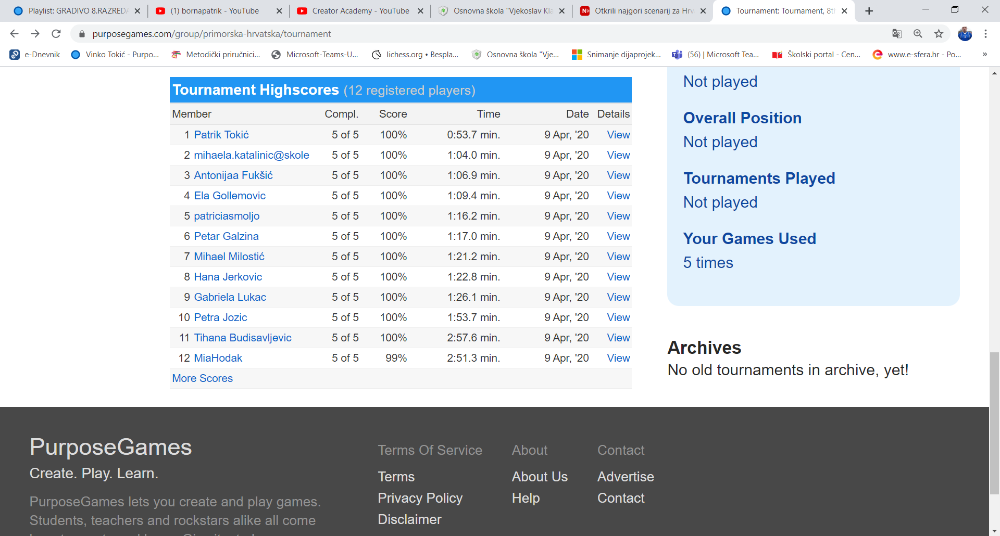 Playlist: GRADIVO 8.RAZREDA
(1) bornapatrik - YouTube
Creator Academy - YouTube
Osnovna škola "Vjekoslav Kla
Otkrili najgori scenarij za Hrv
Tournament: Tournament, 8th
purposegames.com/group/primorska-hrvatska/tournament
e-Dnevnik
Vinko Tokić - Purpo...
Metodički priručnici...
Microsoft-Teams-U...
lichess.org • Bespla...
Osnovna škola "Vje...
Snimanje dijaprojek...
(56) | Microsoft Tea...
Školski portal - Cen...
www.e-sfera.hr - Po...
»
Tournament Highscores (12 registered players)
Member Compl. Score Time Date Details
1 Patrik Tokić 5 of 5 100% 0:53.7 min. 9 Apr, '20 View
2 mihaela.katalinic@skole 5 of 5 100% 1:04.0 min. 9 Apr, '20 View
3 Antonijaa Fukšić 5 of 5 100% 1:06.9 min. 9 Apr, '20 View
4 Ela Gollemovic 5 of 5 100% 1:09.4 min. 9 Apr, '20 View
5 patriciasmoljo 5 of 5 100% 1:16.2 min. 9 Apr, '20 View
6 Petar Galzina 5 of 5 100% 1:17.0 min. 9 Apr, '20 View
7 Mihael Milostić 5 of 5 100% 1:21.2 min. 9 Apr, '20 View
8 Hana Jerkovic 5 of 5 100% 1:22.8 min. 9 Apr, '20 View
9 Gabriela Lukac 5 of 5 100% 1:26.1 min. 9 Apr, '20 View
10 Petra Jozic 5 of 5 100% 1:53.7 min. 9 Apr, '20 View
11 Tihana Budisavljevic 5 of 5 100% 2:57.6 min. 9 Apr, '20 View
12 MiaHodak 5 of 5 99% 2:51.3 min. 9 Apr, '20 View
More Scores
Not played
Overall Position
Not played
Tournaments Played
Not played
Your Games Used
5 times
Archives
No old tournaments in archive, yet!
PurposeGames
Create. Play. Learn.
PurposeGames lets you create and play games.
Students, teachers and rockstars alike all come
Terms Of Service
Terms
Privacy Policy
Disclaimer
About
About Us
Help
Contact
Advertise
Contact